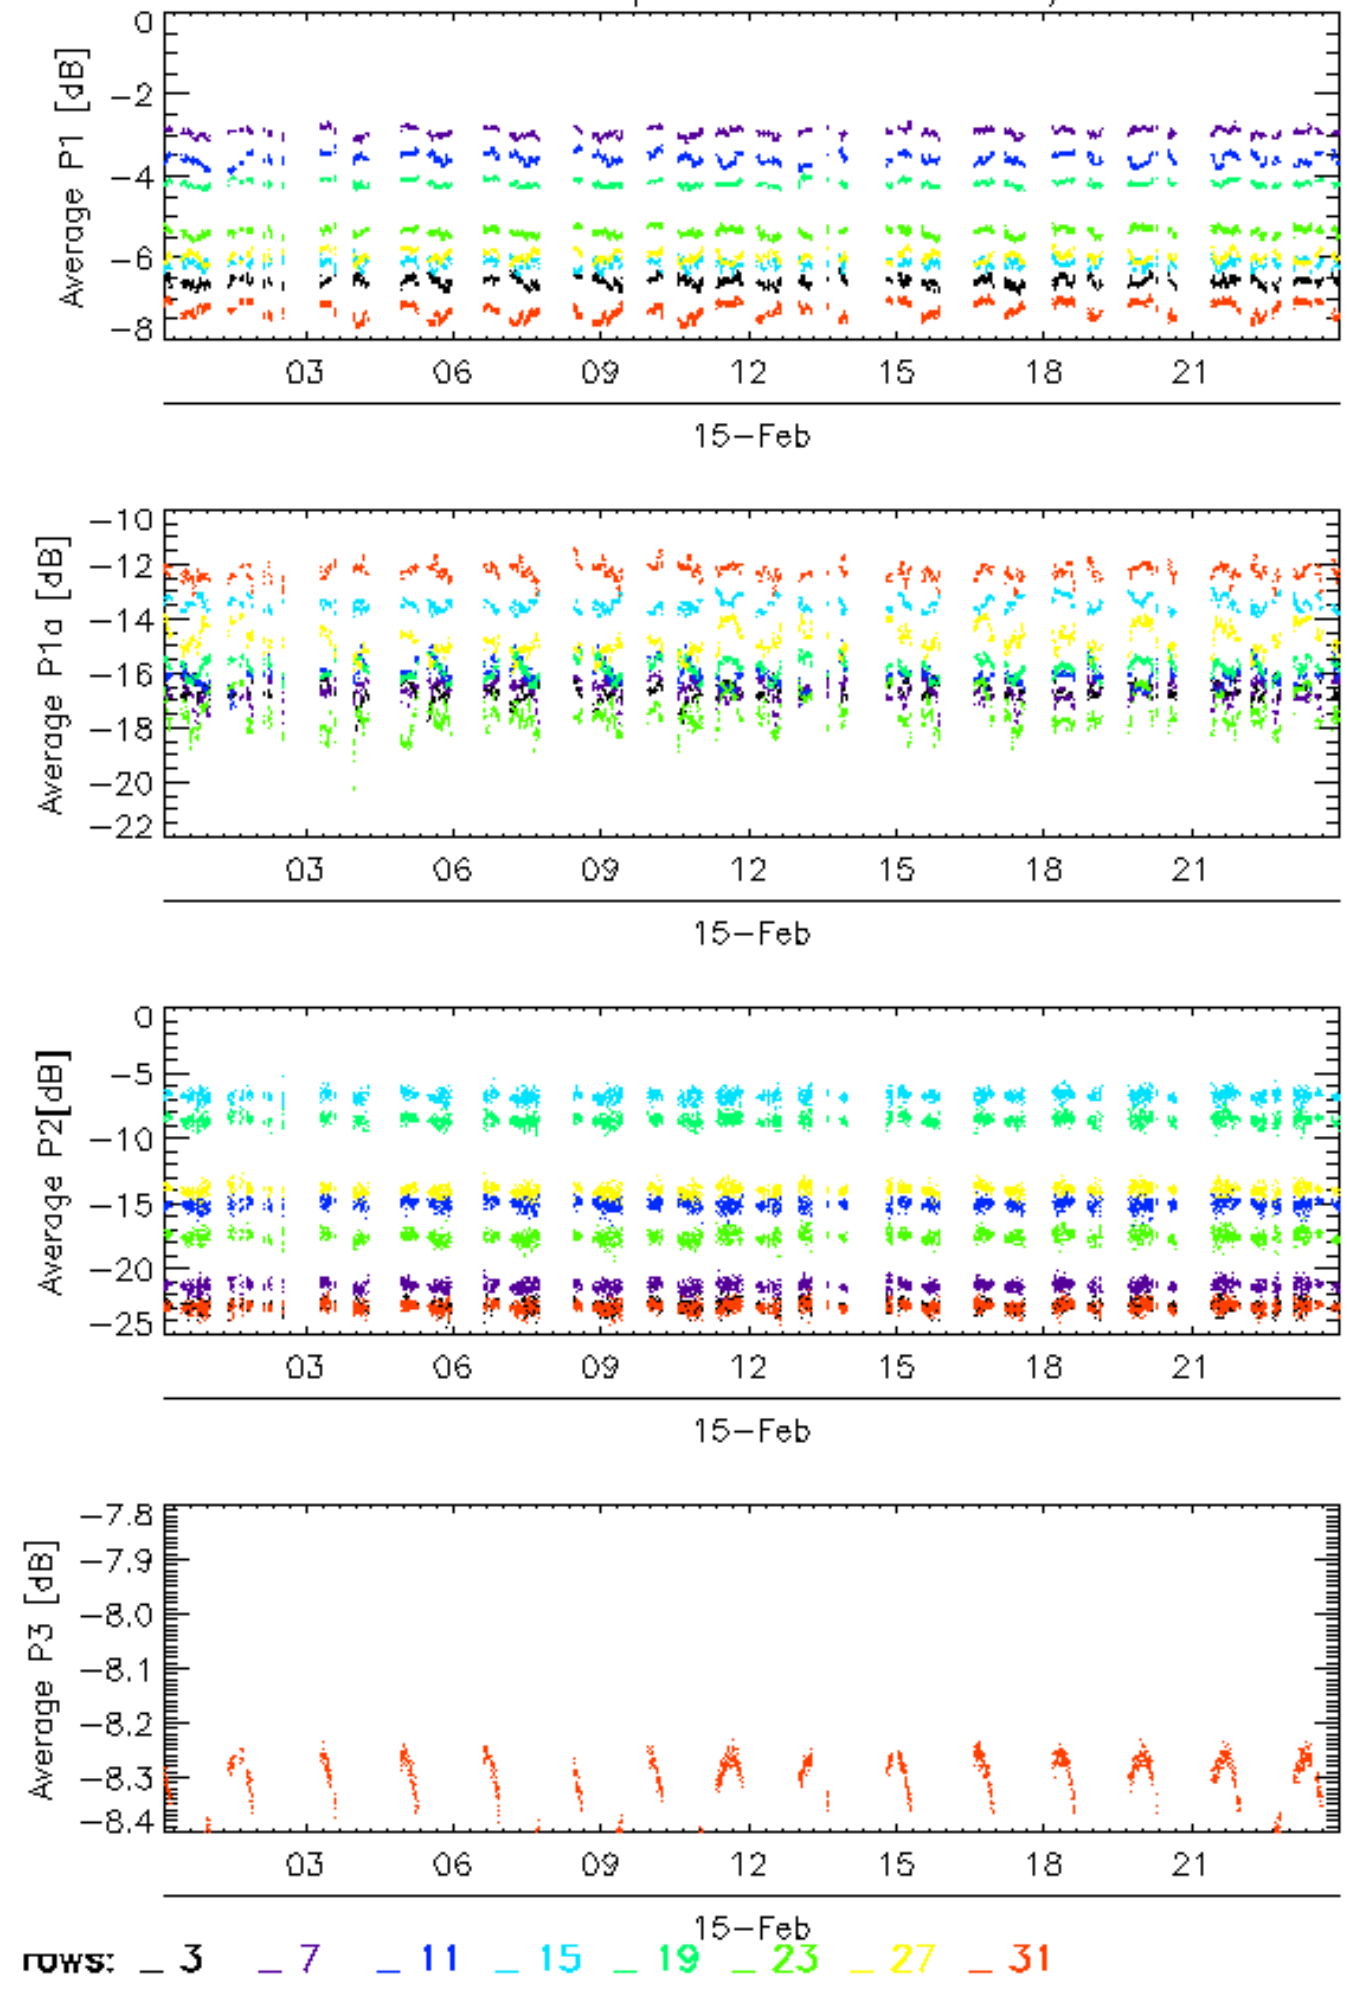 0
-2
-4
-6
-8
Average P1 [dB]
03 06 09 12 15 18 21
15-Feb
-10
-12
-14
-16
-18
-20
-22
Average P1a [dB]
03 06 09 12 15 18 21
15-Feb
0
-5
-10
-15
-20
-25
Average P2[dB]
03 06 09 12 15 18 21
15-Feb
-7.8
-7.9
-8.0
-8.1
-8.2
-8.3
-8.4
Average P3 [dB]
03 06 09 12 15 18 21
15-Feb
rows: _ 3 _ 7 _ 11 _ 15 _ 19 _ 23 _ 27 _ 31